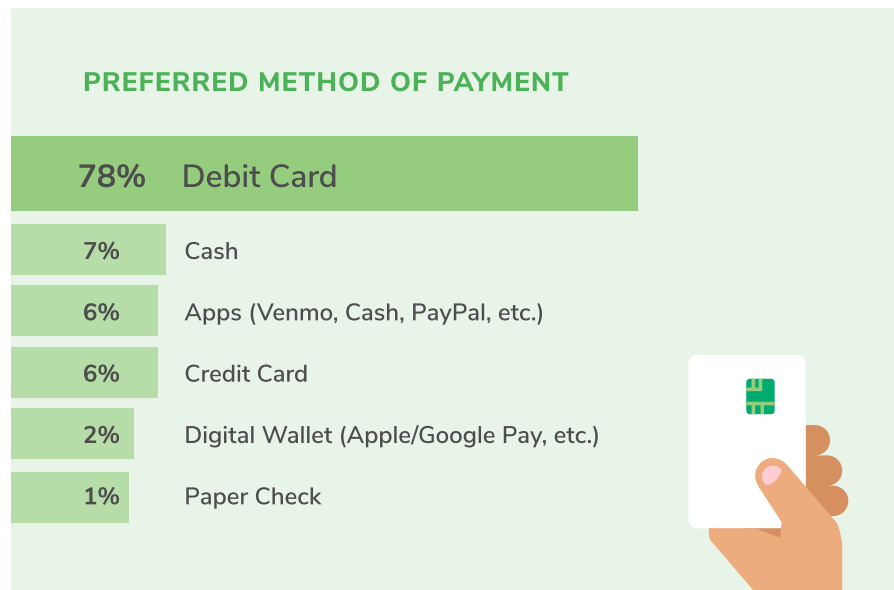 PREFERRED METHOD OF PAYMENT
78% Debit Card
7% Cash
6% Apps (Venmo, Cash, PayPal, etc.)
6% Credit Card
2% Digital Wallet (Apple/Google Pay, etc.)
1% Paper Check